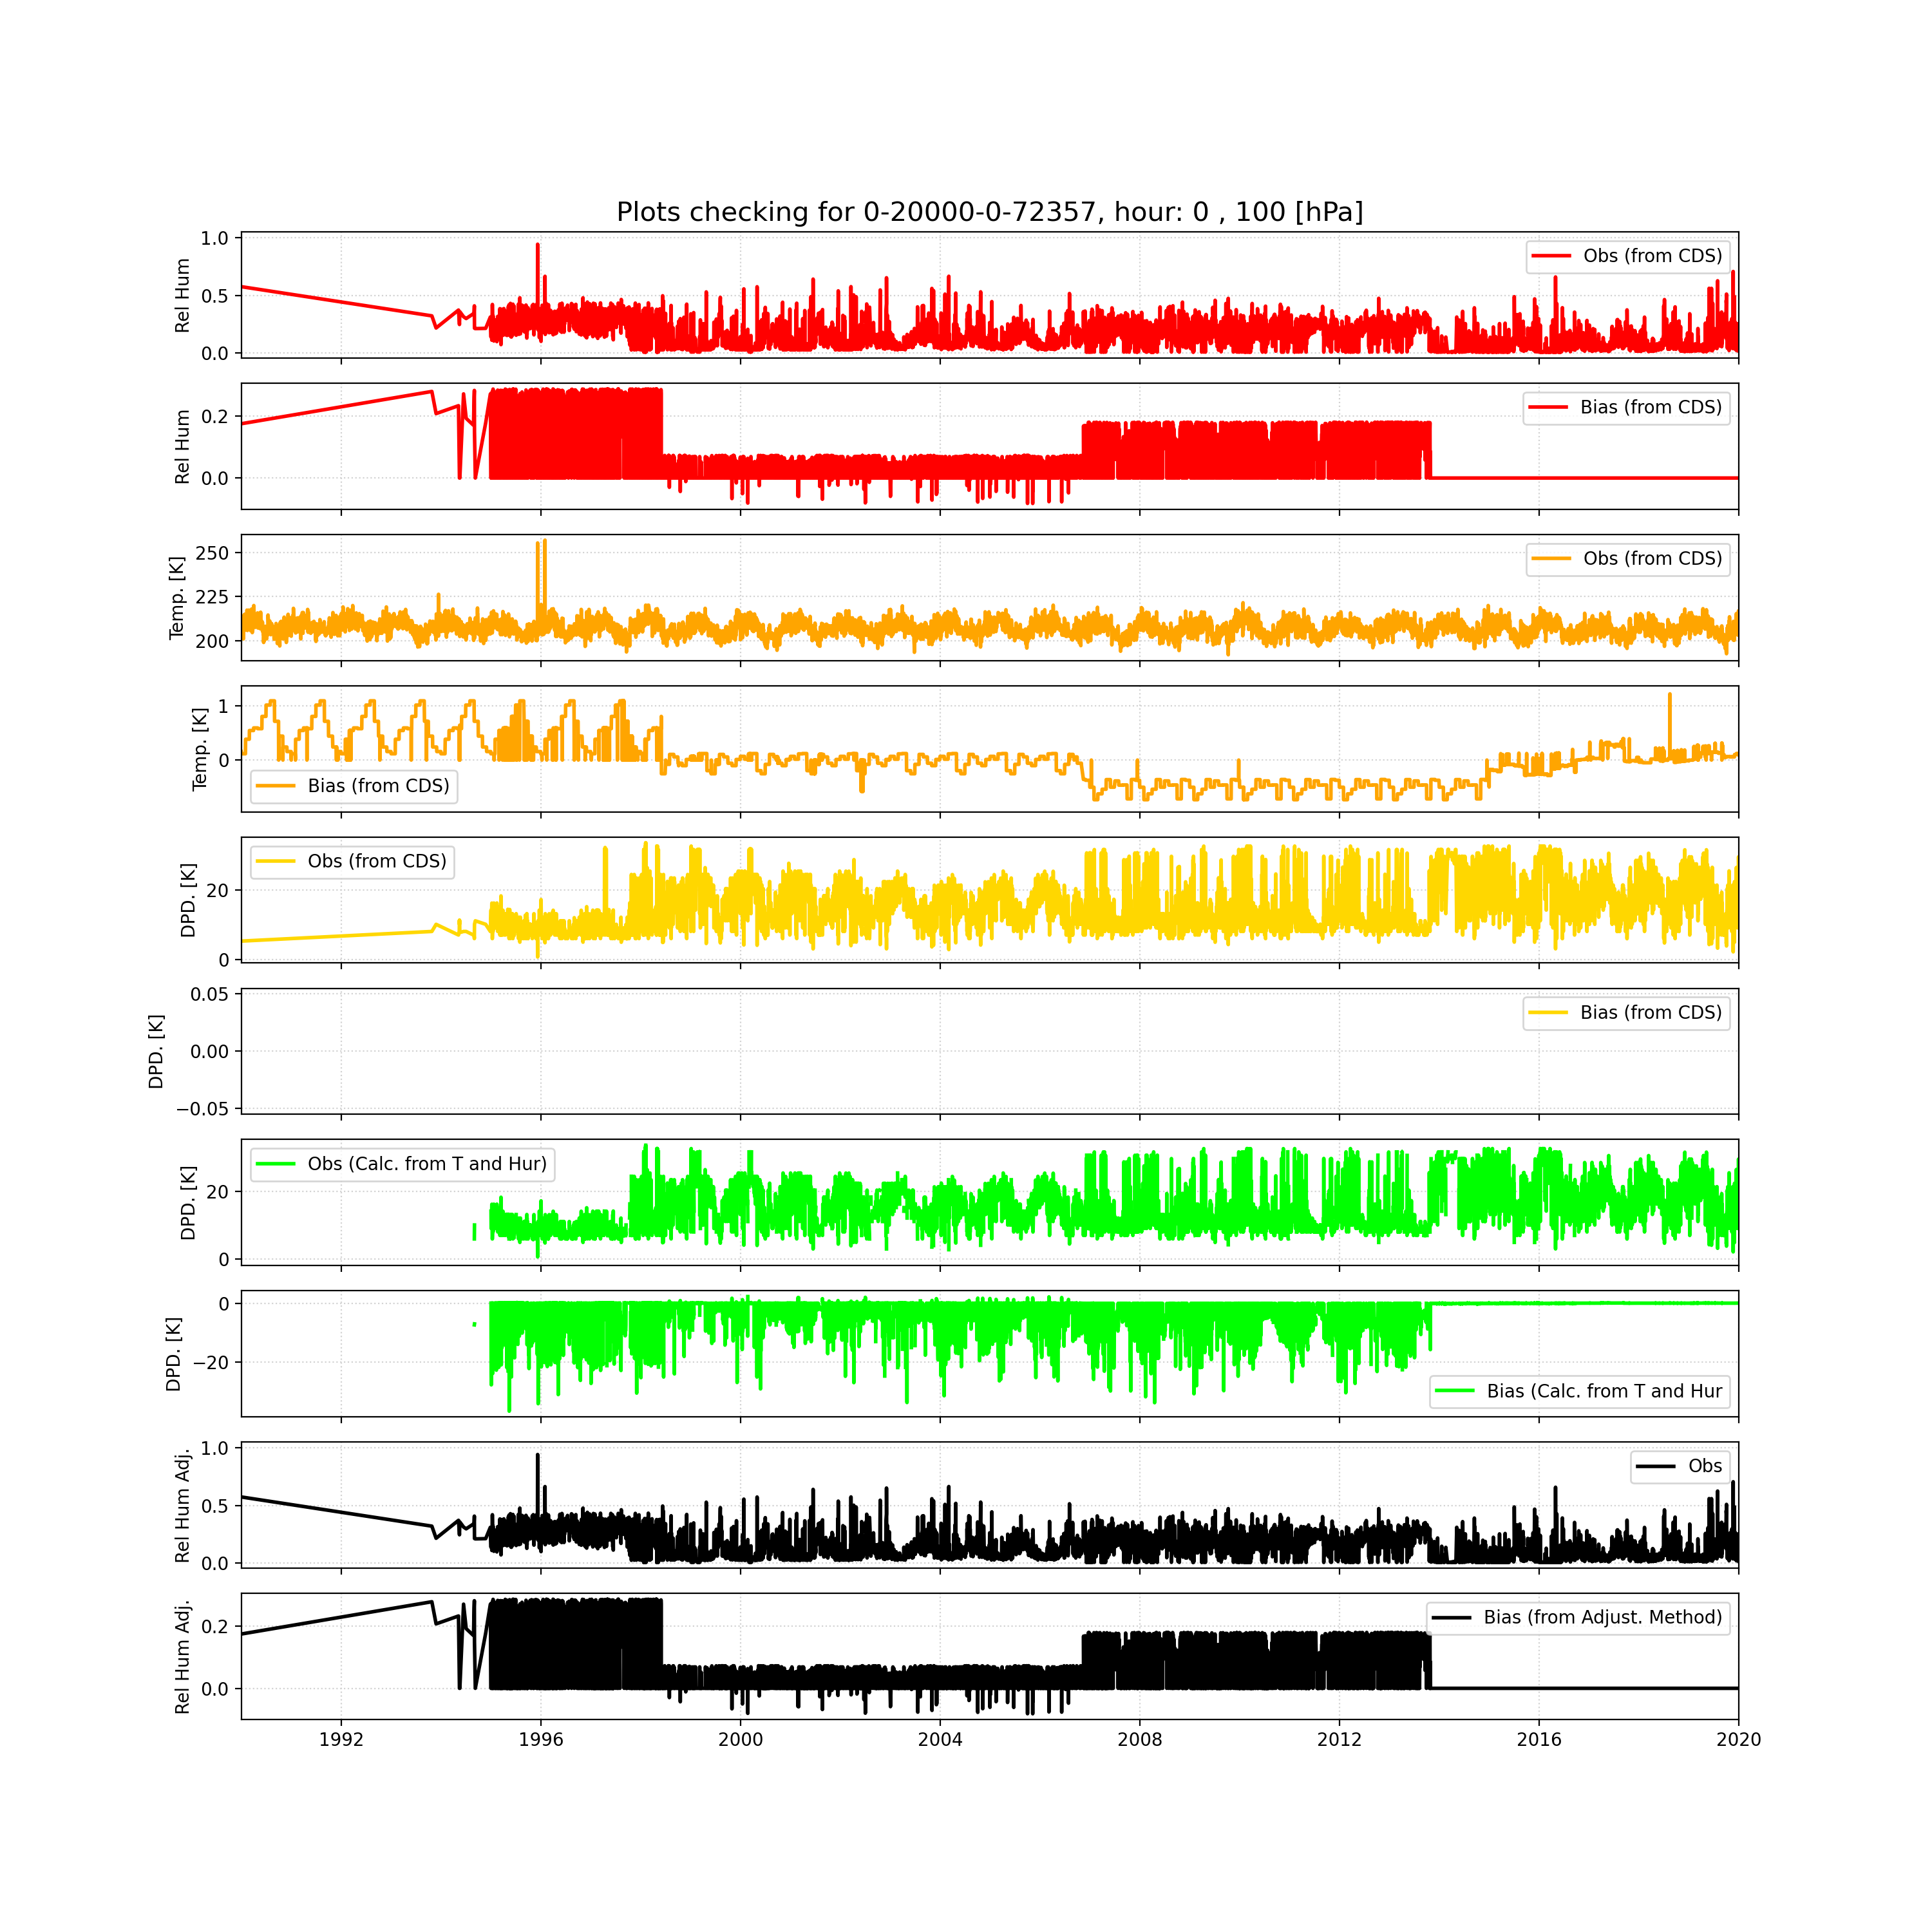 Plots checking for 0-20000-0-72357, hour: 0 , 100 [hPa]
1.0
0.5
0.0
Rel Hum
Obs (from CDS)
0.2
0.0
Rel Hum
Bias (from CDS)
250
225
200
Temp. [K]
Obs (from CDS)
1
0
Temp. [K]
Bias (from CDS)
20
0
DPD. [K]
Obs (from CDS)
0.05
0.00
−0.05
DPD. [K]
Bias (from CDS)
20
0
DPD. [K]
Obs (Calc. from T and Hur)
0
−20
DPD. [K]
Bias (Calc. from T and Hur
1.0
0.5
0.0
Rel Hum Adj.
Obs
0.2
0.0
Rel Hum Adj.
Bias (from Adjust. Method)
1992 1996 2000 2004 2008 2012 2016 2020